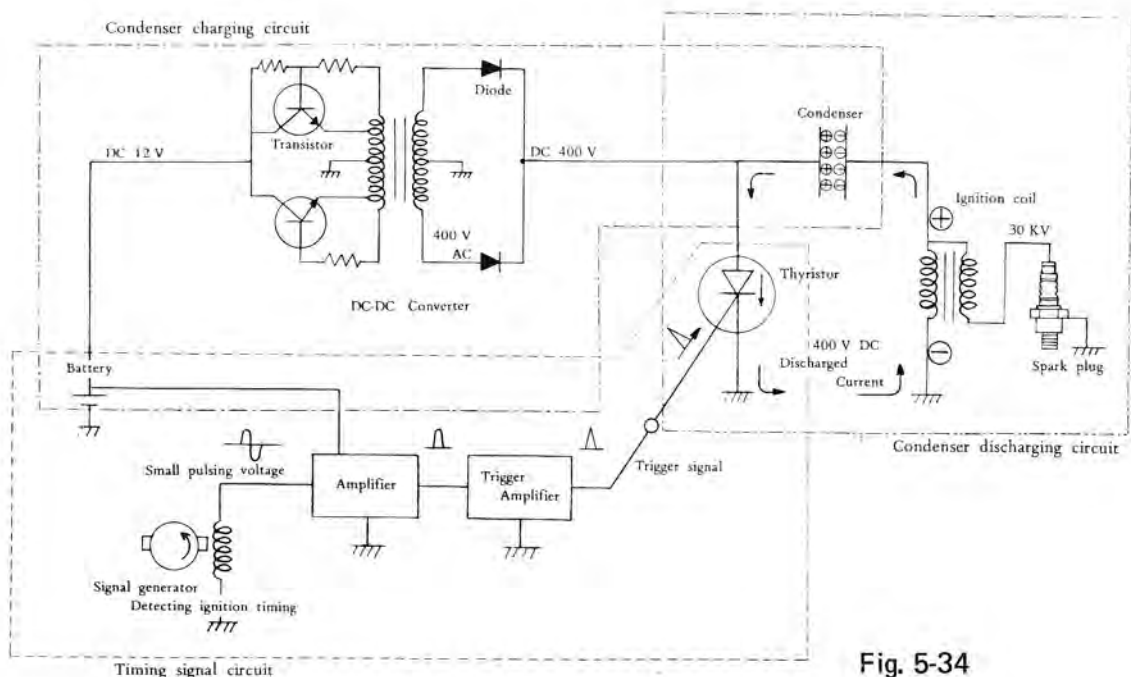 Condenser charging circuit
Diode
Condenser
Transistor
DC 12 V
DC 400 V
Ignition coil
30 KV
400 V
AC
Thyristor
DC-DC Converter
400 V DC
Discharged
Current
Spark plug
Battery
Condenser discharging circuit
Small pulsing voltage
Amplifier
Trigger
Amplifier
Trigger signal
Signal generator
Detecting ignition timing
Timing signal circuit
Fig. 5-34